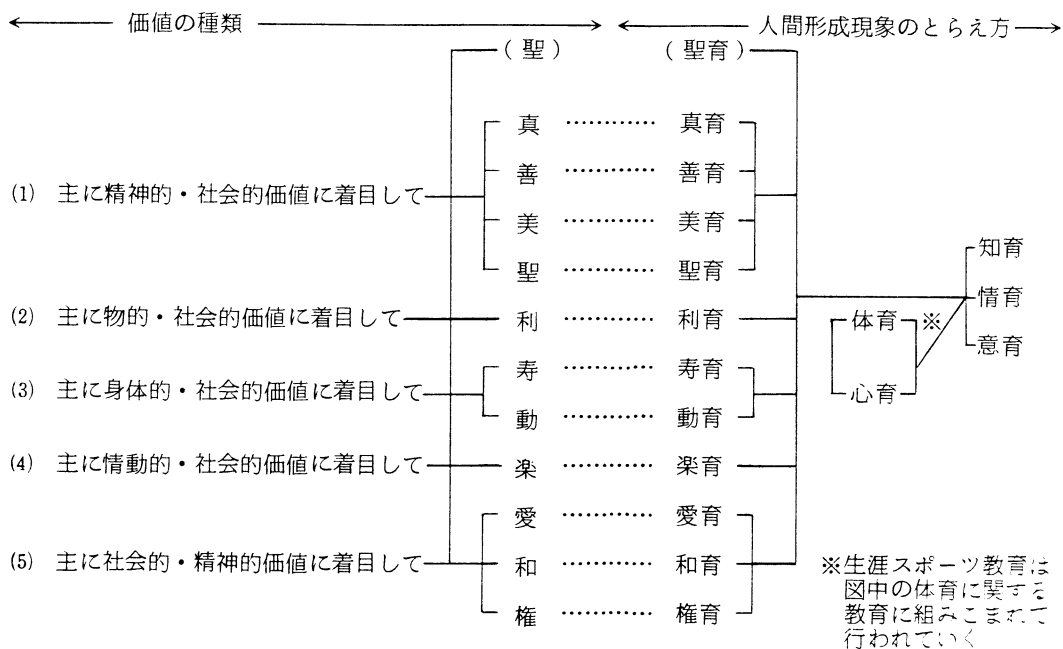 価値の種類 人間形成現象のとらえ方
（聖） （聖育）
真 ………… 真育
善 ………… 善育
(1) 主に精神的・社会的価値に着目して
美 ………… 美育
聖 ………… 聖育
知育
情育
意育
(2) 主に物的・社会的価値に着目して 利 ………… 利育
体育 ※
心育
寿 ………… 寿育
(3) 主に身体的・社会的価値に着目して
動 ………… 動育
(4) 主に情動的・社会的価値に着目して 楽 ………… 楽育
愛 ………… 愛育
(5) 主に社会的・精神的価値に着目して 和 ………… 和育
権 ………… 権育
※生涯スポーツ教育は
図中の体育に関する
教育に組みこまれて
行われていく